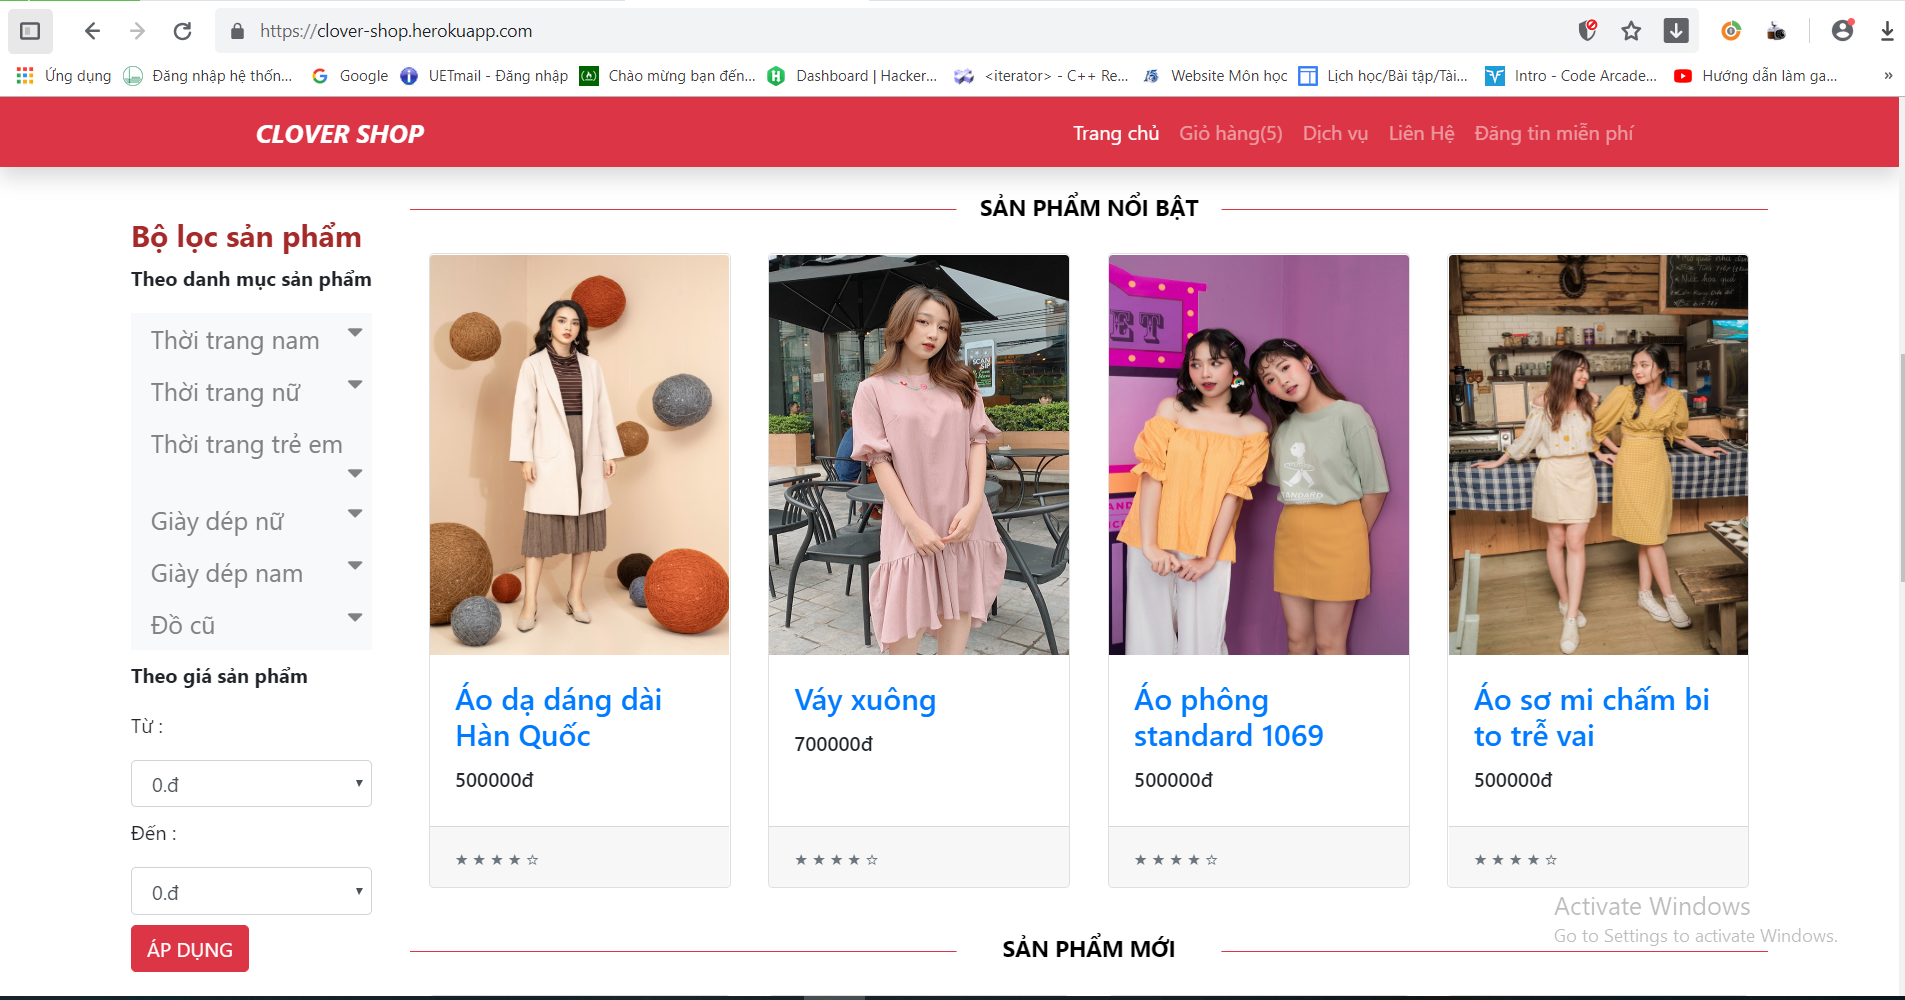 https://clover-shop.herokuapp.com
Ứng dụng Đăng nhập hệ thốn... Google UETmail - Đăng nhập Chào mừng bạn đến... Dashboard | Hacker... <iterator> - C++ Re... Website Môn học Lịch học/Bài tập/Tài... Intro - Code Arcade... Hướng dẫn làm ga... »
CLOVER SHOP Trang chủ Giỏ hàng(5) Dịch vụ Liên Hệ Đăng tin miễn phí
Bộ lọc sản phẩm
Theo danh mục sản phẩm
Thời trang nam
Thời trang nữ
Thời trang trẻ em
Giày dép nữ
Giày dép nam
Đồ cũ
Theo giá sản phẩm
Từ :
0.đ
Đến :
0.đ
ÁP DỤNG
SẢN PHẨM NỔI BẬT
Áo dạ dáng dài
Hàn Quốc
500000đ
★ ★ ★ ★ ☆
SCAN
Váy xuông
700000đ
★ ★ ★ ★ ☆
ET
STANDARD
Áo phông
standard 1069
500000đ
★ ★ ★ ★ ☆
Áo sơ mi chấm bi
to trễ vai
500000đ
★ ★ ★ ★ ☆
Activate Windows
Go to Settings to activate Windows.
SẢN PHẨM MỚI